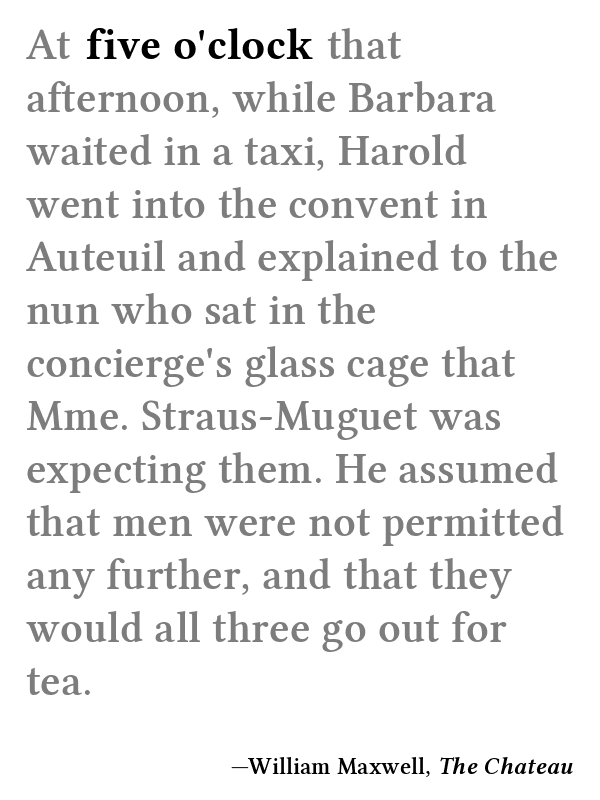 At five o'clock that
afternoon, while Barbara
waited in a taxi, Harold
went into the convent in
Auteuil and explained to the
nun who sat in the
concierge's glass cage that
Mme. Straus-Muguet was
expecting them. He assumed
that men were not permitted
any further, and that they
would all three go out for
tea.
—William Maxwell, The Chateau